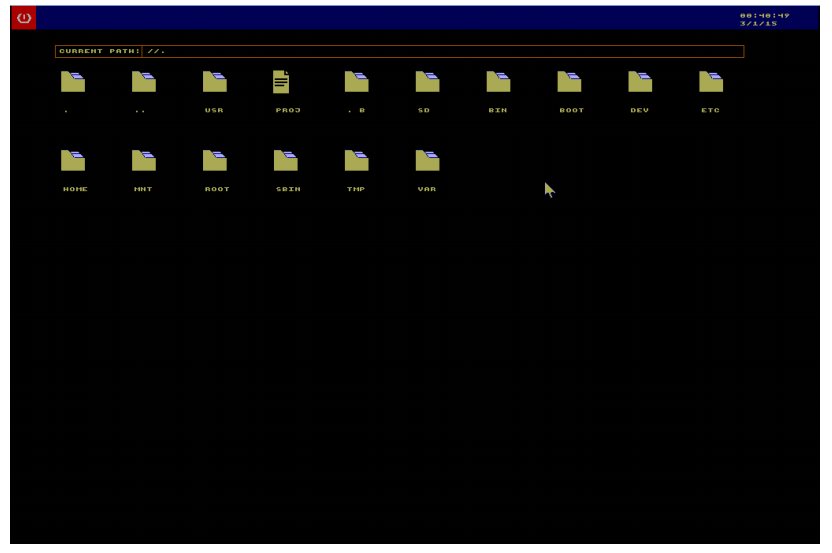 00:40:49
3/1/15
CURRENT PATH: //.
. .. USR PROJ . B SD BIN BOOT DEV ETC
HOME MNT ROOT SBIN TMP VAR